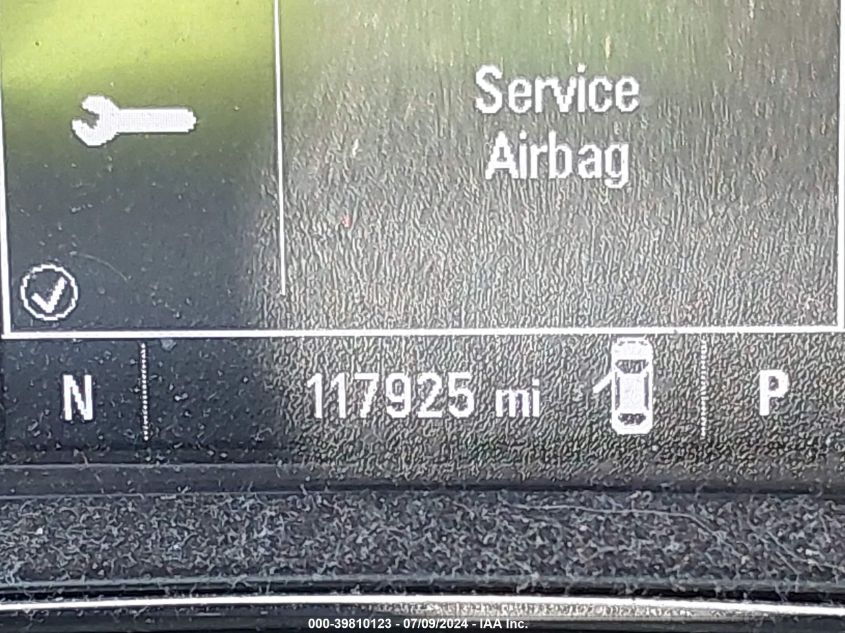 Service
Airbag
N 117925 mi P
000-39810123 - 07/09/2024 - IAA Inc.